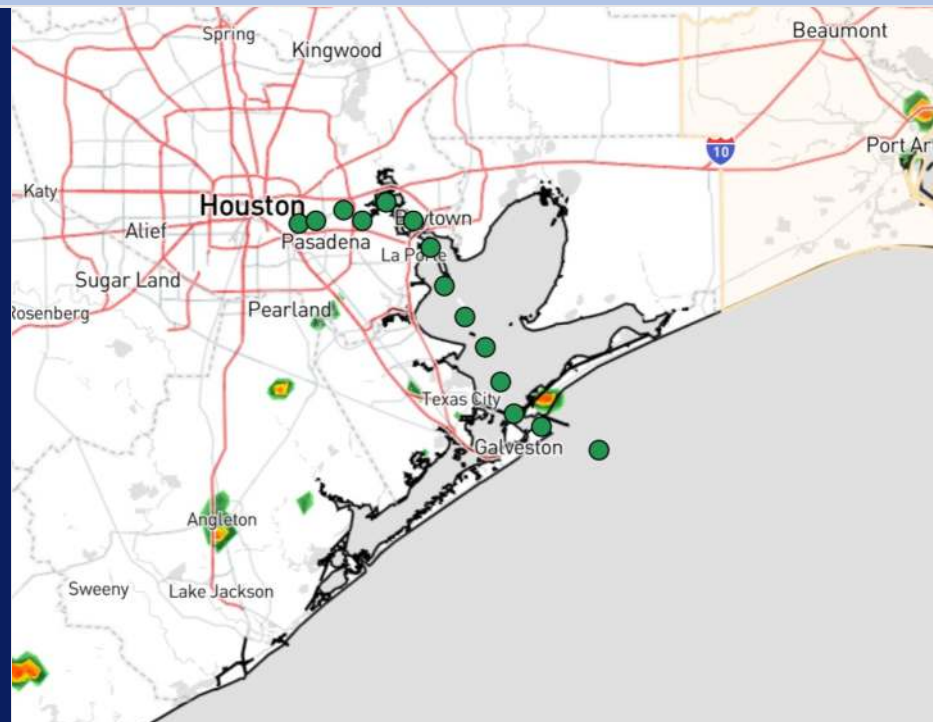 Spring
Kingwood
Beaumont
10
Port Ar
Katy
Houston
Baytown
Alief
Pasadena
La Porte
Sugar Land
Rosenberg
Pearland
Texas City
Galveston
Angleton
Sweeny
Lake Jackson